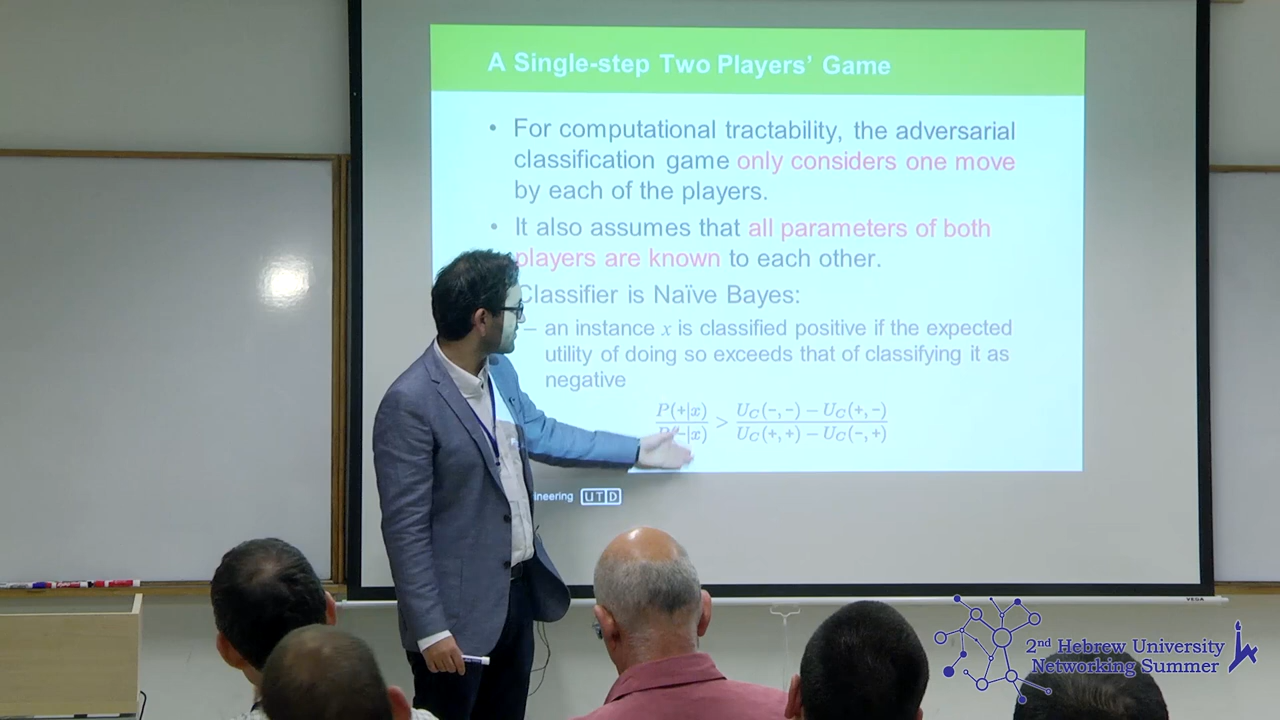 A Single-step Two Players' Game
• For computational tractability, the adversarial
classification game only considers one move
by each of the players.
• It also assumes that all parameters of both
players are known to each other.
Classifier is Naïve Bayes:
– an instance x is classified positive if the expected
utility of doing so exceeds that of classifying it as
negative
P(+|x) / P(−|x) > U_C(−,−) − U_C(+,−) / U_C(+,+) − U_C(−,+)
UTD
VEGA
2nd Hebrew University
Networking Summer